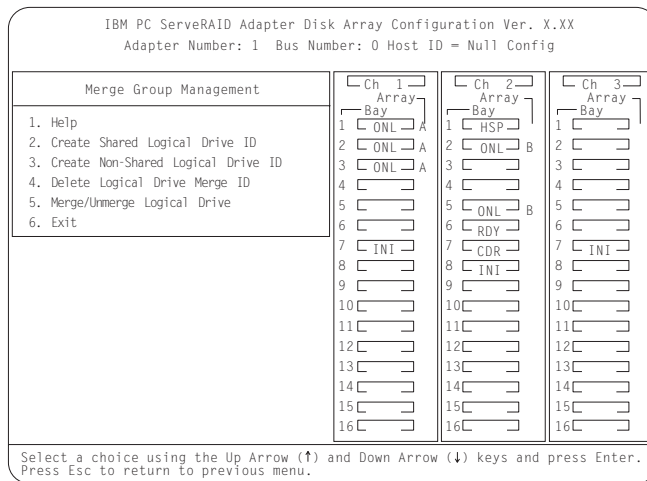 IBM PC ServeRAID Adapter Disk Array Configuration Ver. X.XX
Adapter Number: 1 Bus Number: 0 Host ID = Null Config
Merge Group Management
1. Help
2. Create Shared Logical Drive ID
3. Create Non-Shared Logical Drive ID
4. Delete Logical Drive Merge ID
5. Merge/Unmerge Logical Drive
6. Exit
Ch 1
Array
Bay
1 ONL A
2 ONL A
3 ONL A
4
5
6
7 INI
8
9
10
11
12
13
14
15
16
Ch 2
Array
Bay
1 HSP
2 ONL B
3
4
5 ONL B
6 RDY
7 CDR
8 INI
9
10
11
12
13
14
15
16
Ch 3
Array
Bay
1
2
3
4
5
6
7 INI
8
9
10
11
12
13
14
15
16
Select a choice using the Up Arrow (↑) and Down Arrow (↓) keys and press Enter.
Press Esc to return to previous menu.